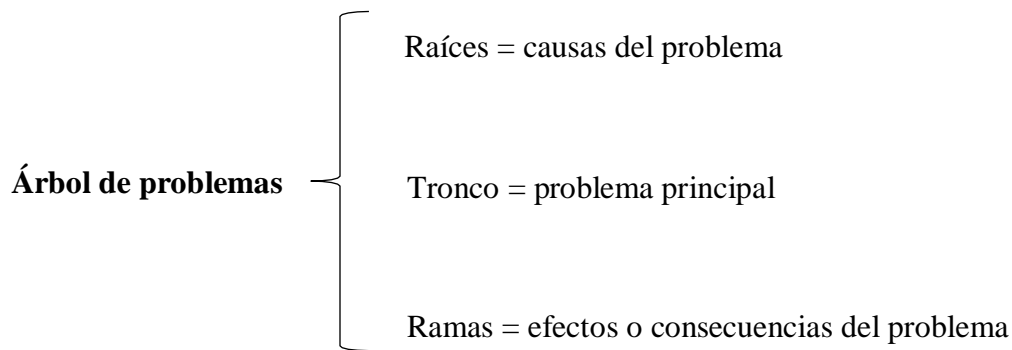 Raíces = causas del problema
Árbol de problemas
Tronco = problema principal
Ramas = efectos o consecuencias del problema